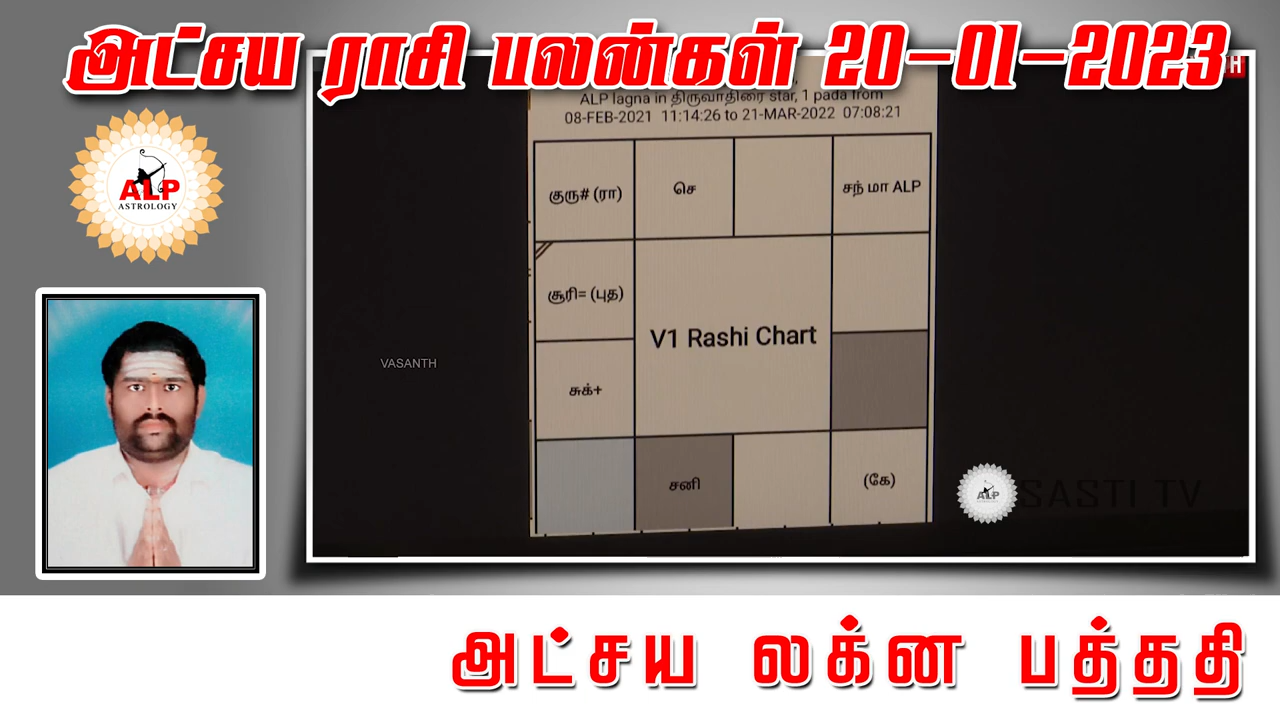 அட்சய ராசி பலன்கள் 20-01-2023
ALP
ASTROLOGY
ALP lagna in திருவாதிரை star, 1 pada from
08-FEB-2021 11:14:26 to 21-MAR-2022 07:08:21
குரு# (ரா) செ சந் மா ALP
சூரி= (புத)
V1 Rashi Chart
VASANTH
சுக்+
சனி (கே)
ALP
SASTI TV
அட்சய லக்ன பத்ததி